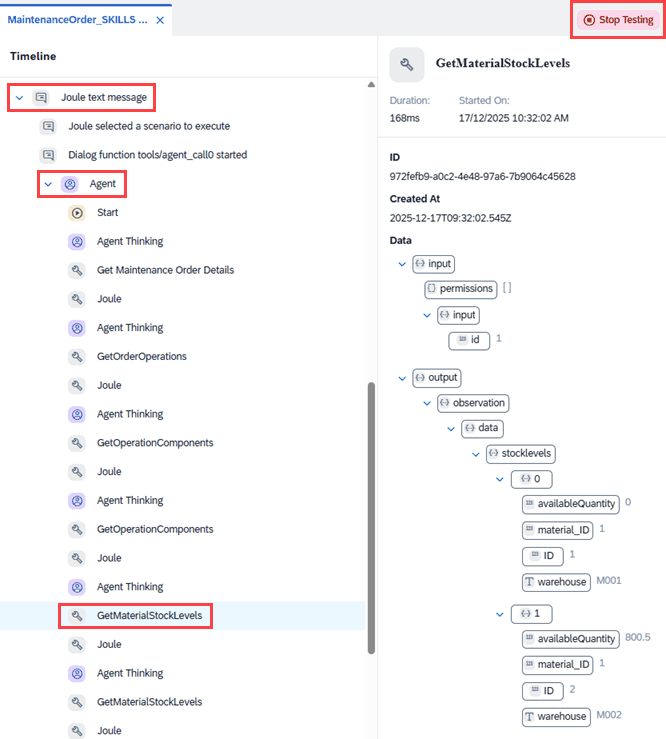 MaintenanceOrder_SKILLS ...
Stop Testing
Timeline
Joule text message
Joule selected a scenario to execute
Dialog function tools/agent_call0 started
Agent
Start
Agent Thinking
Get Maintenance Order Details
Joule
Agent Thinking
GetOrderOperations
Joule
Agent Thinking
GetOperationComponents
Joule
Agent Thinking
GetOperationComponents
Joule
Agent Thinking
GetMaterialStockLevels
Joule
Agent Thinking
GetMaterialStockLevels
Joule
GetMaterialStockLevels
Duration: Started On:
168ms 17/12/2025 10:32:02 AM
ID
972fefb9-a0c2-4e48-97a6-7b9064c45628
Created At
2025-12-17T09:32:02.545Z
Data
input
permissions [ ]
input
id 1
output
observation
data
stocklevels
0
availableQuantity 0
material_ID 1
ID 1
warehouse M001
1
availableQuantity 800.5
material_ID 1
ID 2
warehouse M002